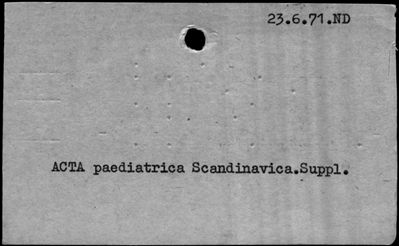 23.6.71.ND
ACTA paediatrica Scandinavica.Suppl.